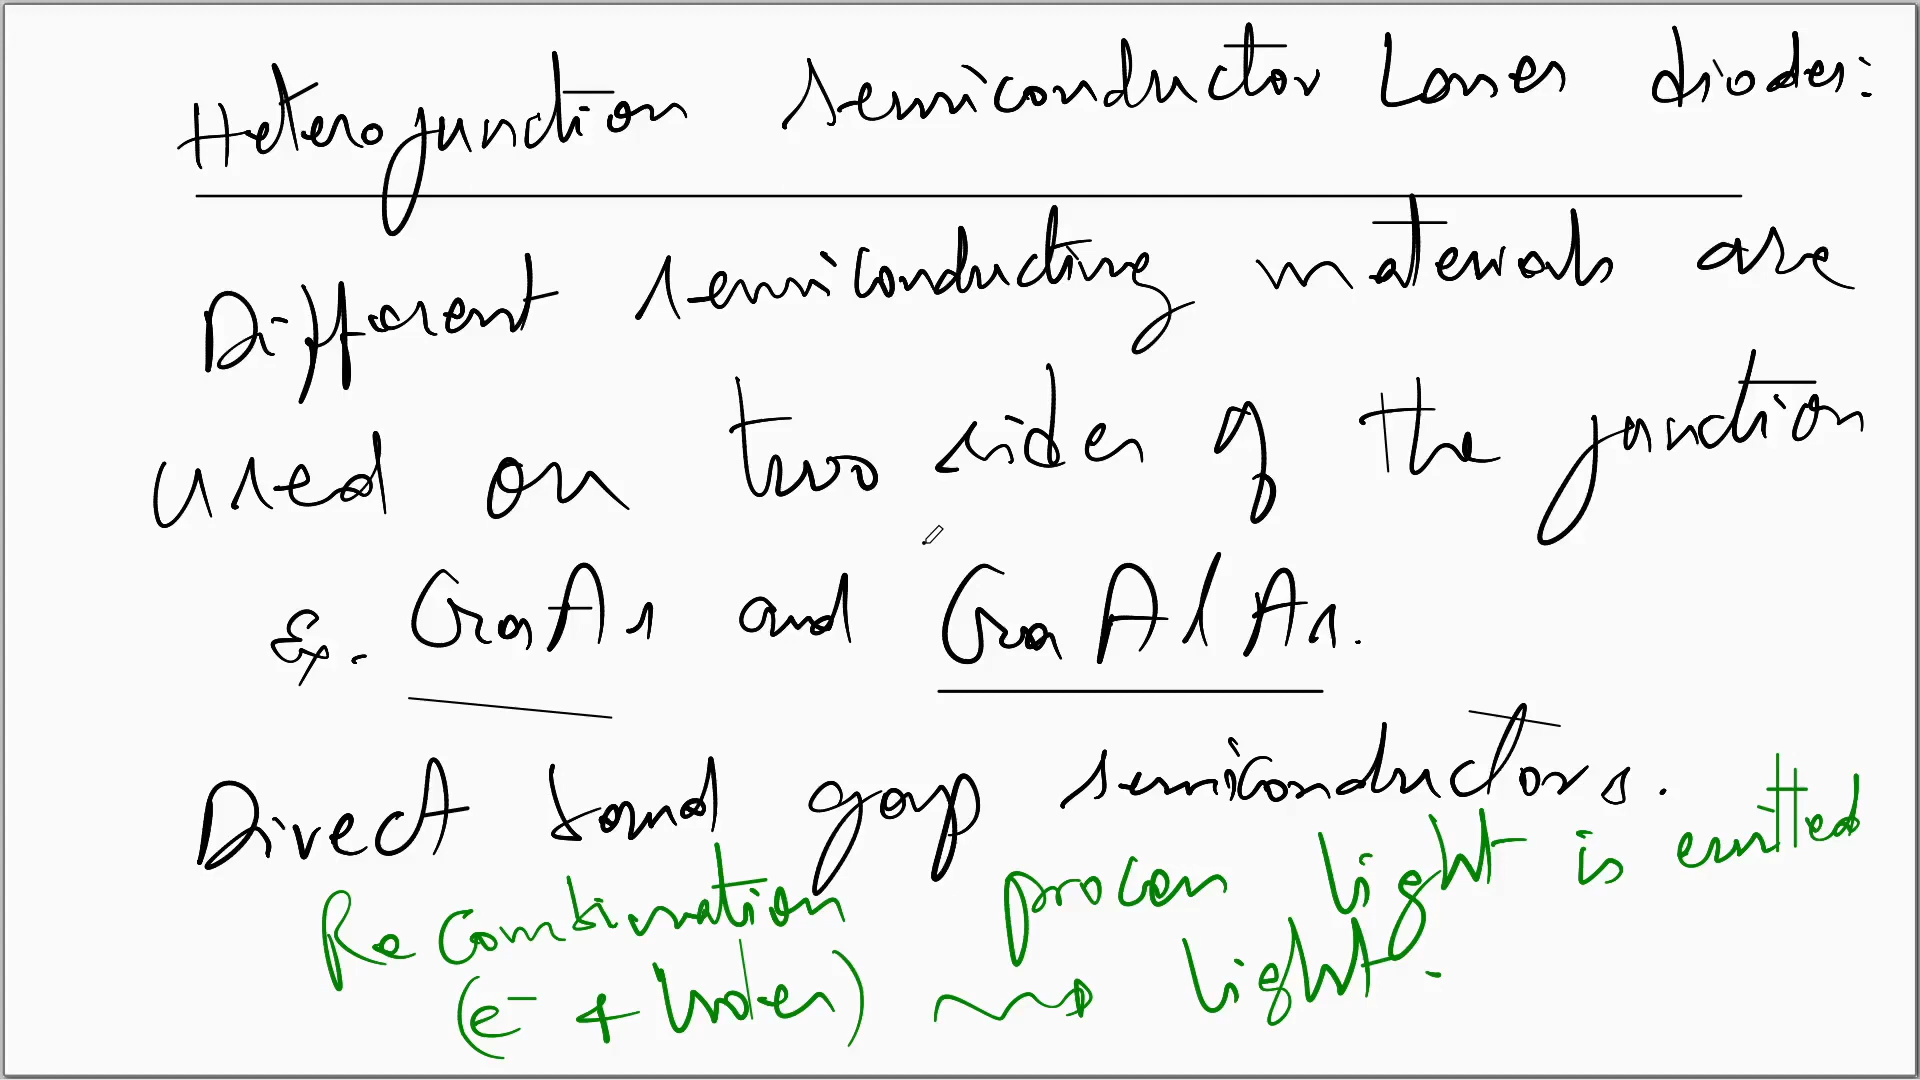 Heterojunction semiconductor Laser diodes:
Different semiconducting materials are
used on two sides of the junction
Ex. GaAs and GaAlAs.
Direct band gap semiconductors.
Recombination process light is emitted
(e⁻ + holes) ⇝ light.